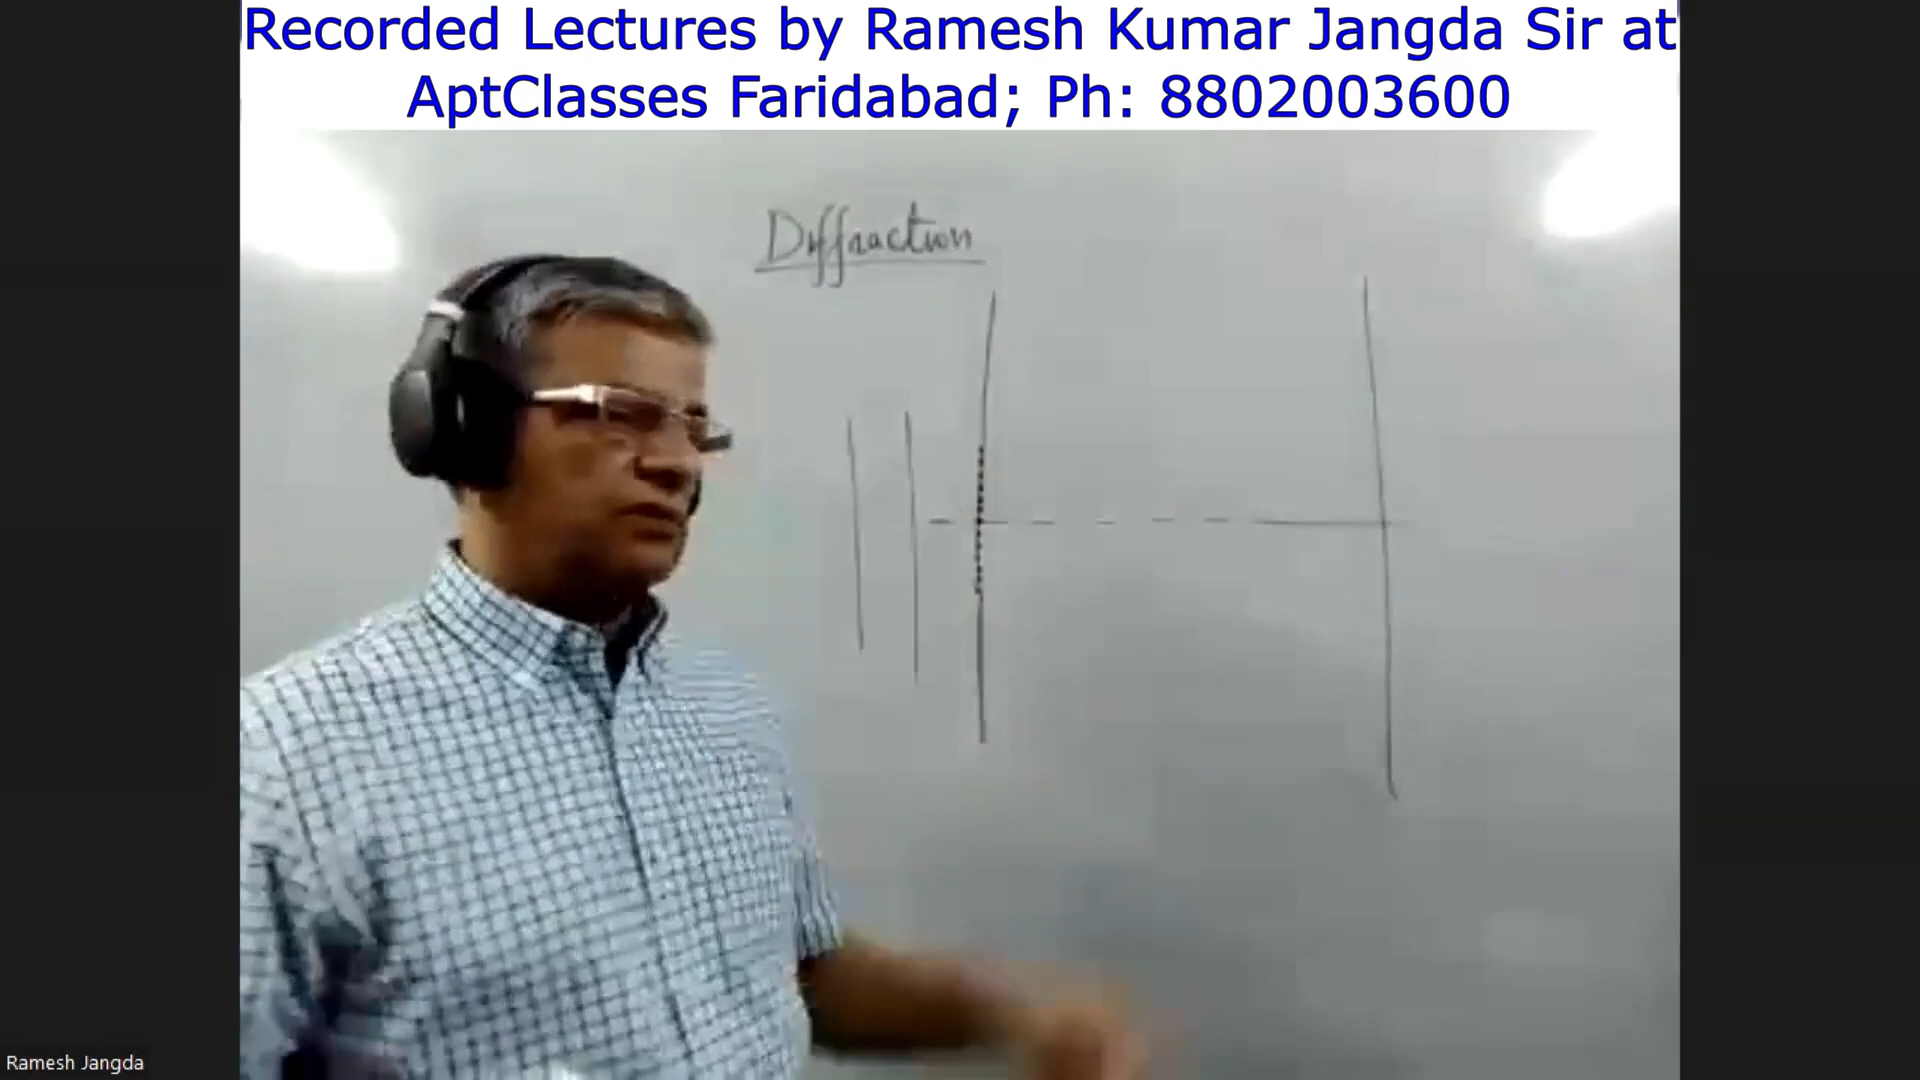 Recorded Lectures by Ramesh Kumar Jangda Sir at
AptClasses Faridabad; Ph: 8802003600
Diffraction
Ramesh Jangda